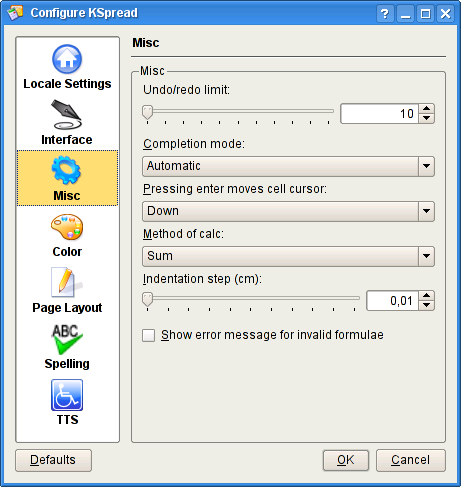 Configure KSpread
?
Locale Settings
Interface
Misc
Color
Page Layout
ABC
Spelling
TTS
Misc
Misc
Undo/redo limit:
10
Completion mode:
Automatic
Pressing enter moves cell cursor:
Down
Method of calc:
Sum
Indentation step (cm):
0,01
Show error message for invalid formulae
Defaults
OK
Cancel